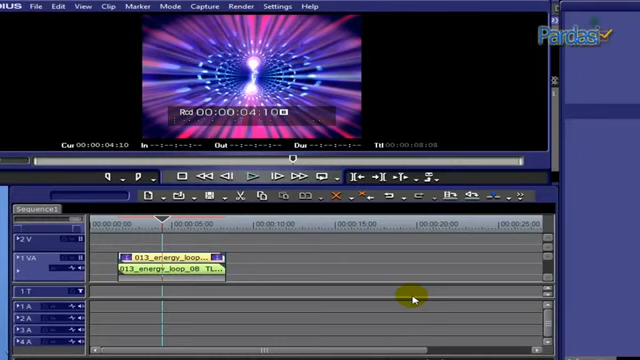 DIUS File Edit View Clip Marker Mode Capture Render Settings Help
Pardasi
Rcd 00:00:04:10
Cur 00:00:04:10 In --:--:--:-- Out --:--:--:-- Dur --:--:--:-- Ttl 00:00:08:08
Sequence1
00:00:00:00 00:00:05:00 00:00:10:00 00:00:15:00 00:00:20:00 00:00:25:00
2 V
1 VA 013_energy_loop...
013_energy_loop_08 TL...
1 T
1 A
2 A
3 A
4 A